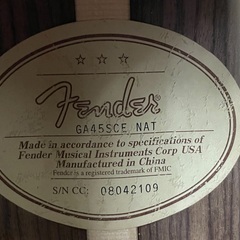 Fender
GA45SCE NAT
Made in accordance to specifications of
Fender Musical Instruments Corp USA
Manufactured in China
Fender is a registered trademark of FMIC
S/N CC: 08042109